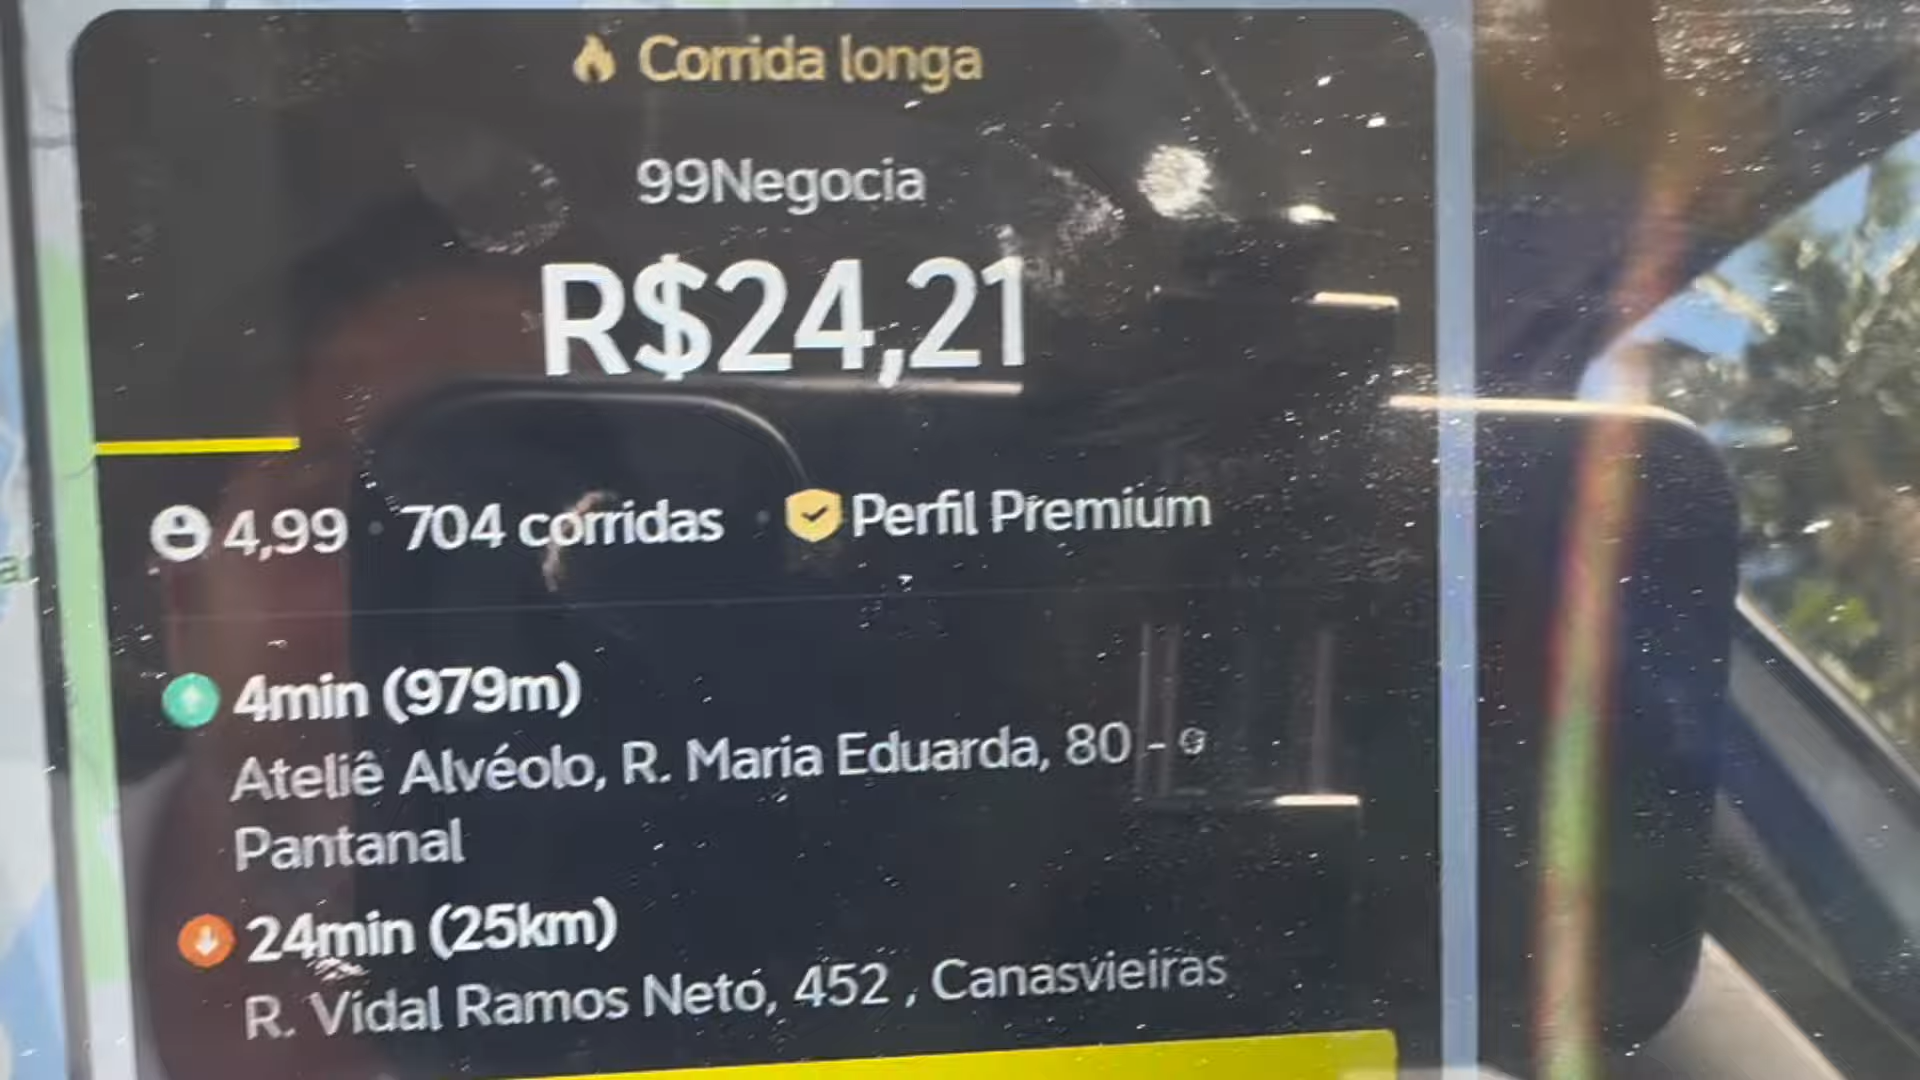 Corrida longa
99Negocia
R$24,21
4,99 · 704 corridas · Perfil Premium
4min (979m)
Ateliê Alvéolo, R. Maria Eduarda, 80 -
Pantanal
24min (25km)
R. Vidal Ramos Neto, 452 , Canasvieiras